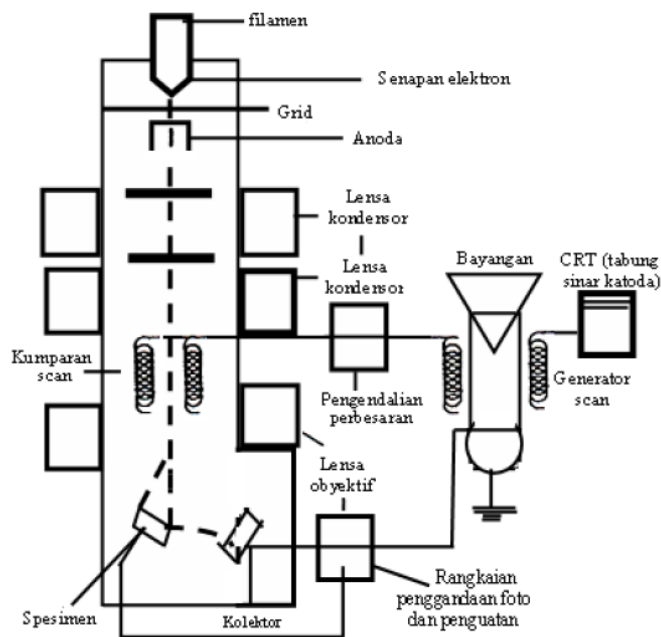 filamen
Senapan elektron
Grid
Anoda
Lensa
kondensor
Lensa
kondensor
Bayangan
CRT (tabung
sinar katoda)
Kumparan
scan
Pengendalian
perbesaran
Generator
scan
Lensa
obyektif
Spesimen
Kolektor
Rangkaian
penggandaan foto
dan penguatan